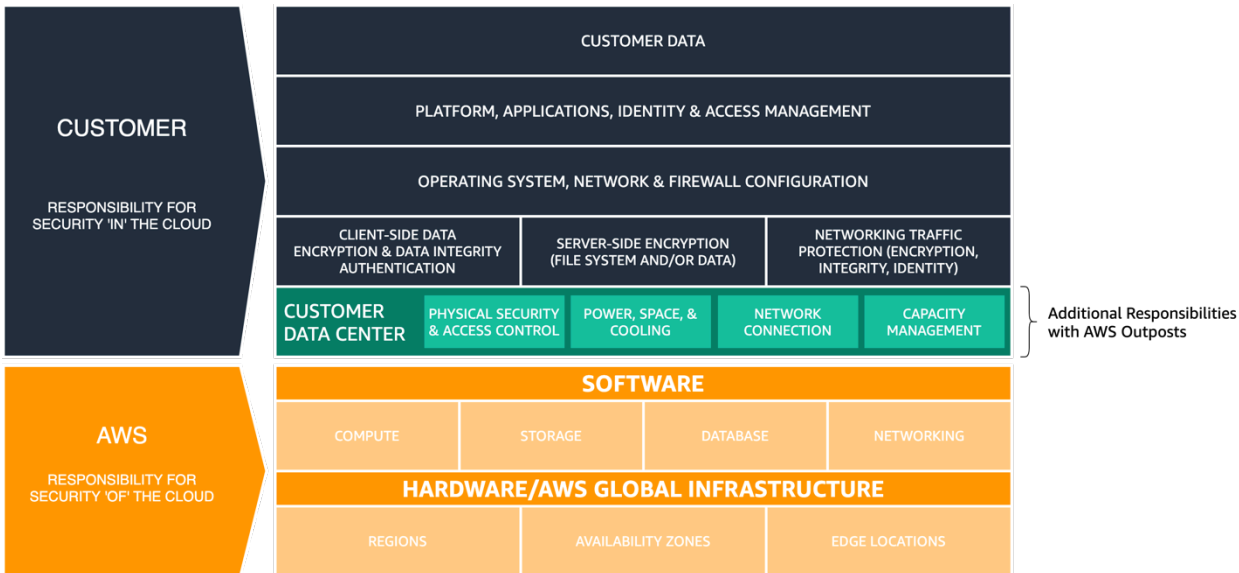 CUSTOMER
RESPONSIBILITY FOR
SECURITY 'IN' THE CLOUD
CUSTOMER DATA
PLATFORM, APPLICATIONS, IDENTITY & ACCESS MANAGEMENT
OPERATING SYSTEM, NETWORK & FIREWALL CONFIGURATION
CLIENT-SIDE DATA
ENCRYPTION & DATA INTEGRITY
AUTHENTICATION
SERVER-SIDE ENCRYPTION
(FILE SYSTEM AND/OR DATA)
NETWORKING TRAFFIC
PROTECTION (ENCRYPTION,
INTEGRITY, IDENTITY)
CUSTOMER
DATA CENTER
PHYSICAL SECURITY
& ACCESS CONTROL
POWER, SPACE, &
COOLING
NETWORK
CONNECTION
CAPACITY
MANAGEMENT
Additional Responsibilities
with AWS Outposts
AWS
RESPONSIBILITY FOR
SECURITY 'OF' THE CLOUD
SOFTWARE
COMPUTE
STORAGE
DATABASE
NETWORKING
HARDWARE/AWS GLOBAL INFRASTRUCTURE
REGIONS
AVAILABILITY ZONES
EDGE LOCATIONS